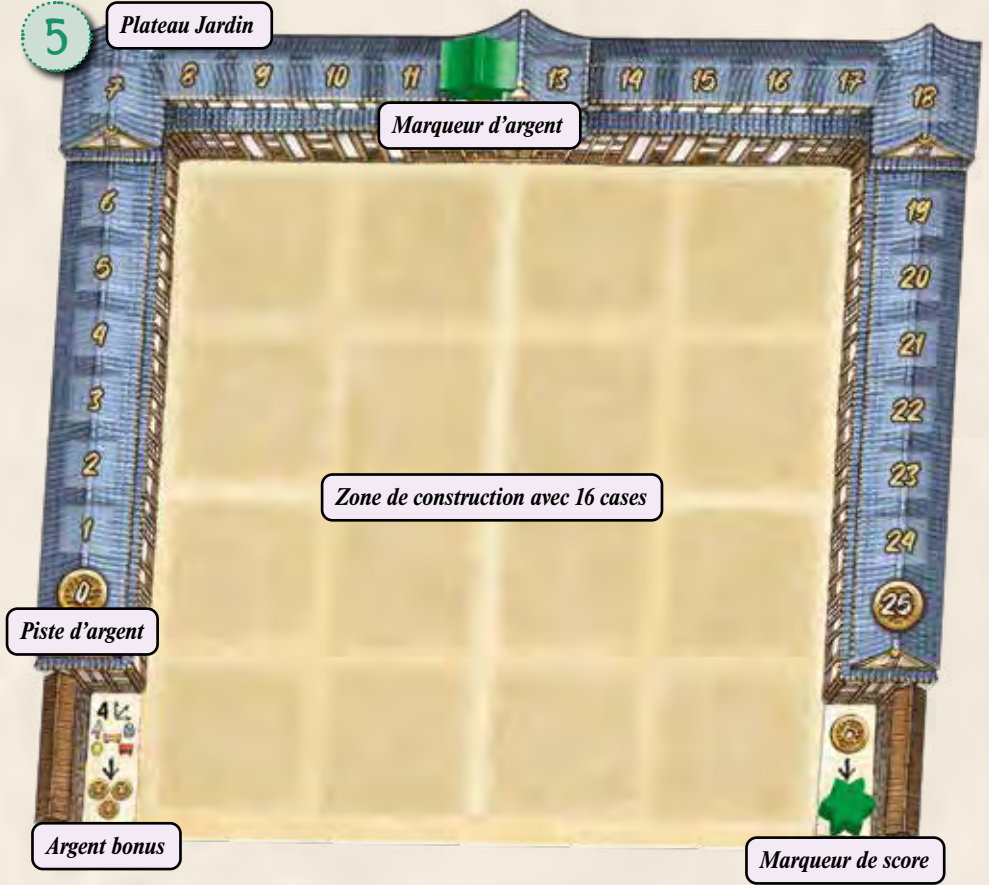 5
Plateau Jardin
7 8 9 10 11 13 14 15 16 17 18
Marqueur d'argent
6 19
5 20
4 21
3 22
2 23
Zone de construction avec 16 cases
1 24
0 25
Piste d'argent
4
Argent bonus
Marqueur de score